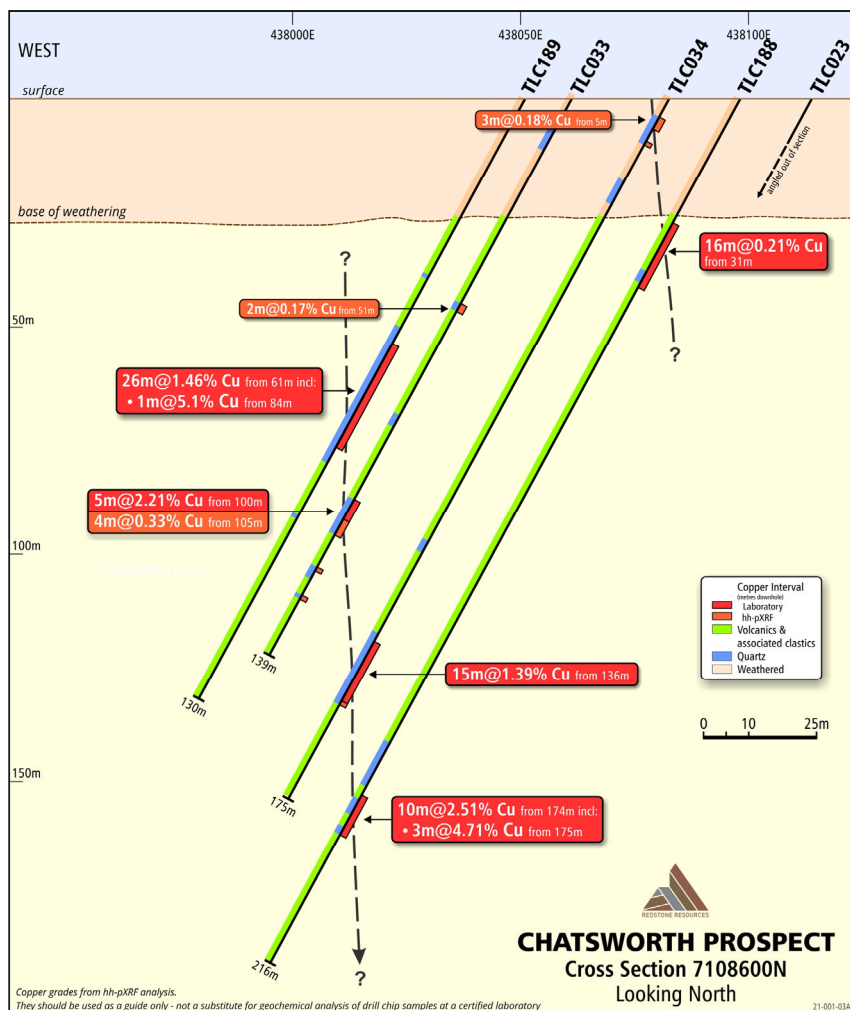 438000E
438050E
438100E
WEST
TLC189
TLC033
TLC034
TLC188
TLC023
surface
3m@0.18% Cu from 5m
angled out of section
base of weathering
16m@0.21% Cu
from 31m
?
2m@0.17% Cu from 51m
50m
?
26m@1.46% Cu from 61m incl:
• 1m@5.1% Cu from 84m
5m@2.21% Cu from 100m
4m@0.33% Cu from 105m
100m
Copper Interval
(metres downhole)
Laboratory
hh-pXRF
Volcanics &
associated clastics
Quartz
Weathered
139m
15m@1.39% Cu from 136m
130m
0 10 25m
150m
175m
10m@2.51% Cu from 174m incl:
• 3m@4.71% Cu from 175m
REDSTONE RESOURCES
216m
?
CHATSWORTH PROSPECT
Cross Section 7108600N
Looking North
Copper grades from hh-pXRF analysis.
They should be used as a guide only - not a substitute for geochemical analysis of drill chip samples at a certified laboratory
21-001-03A